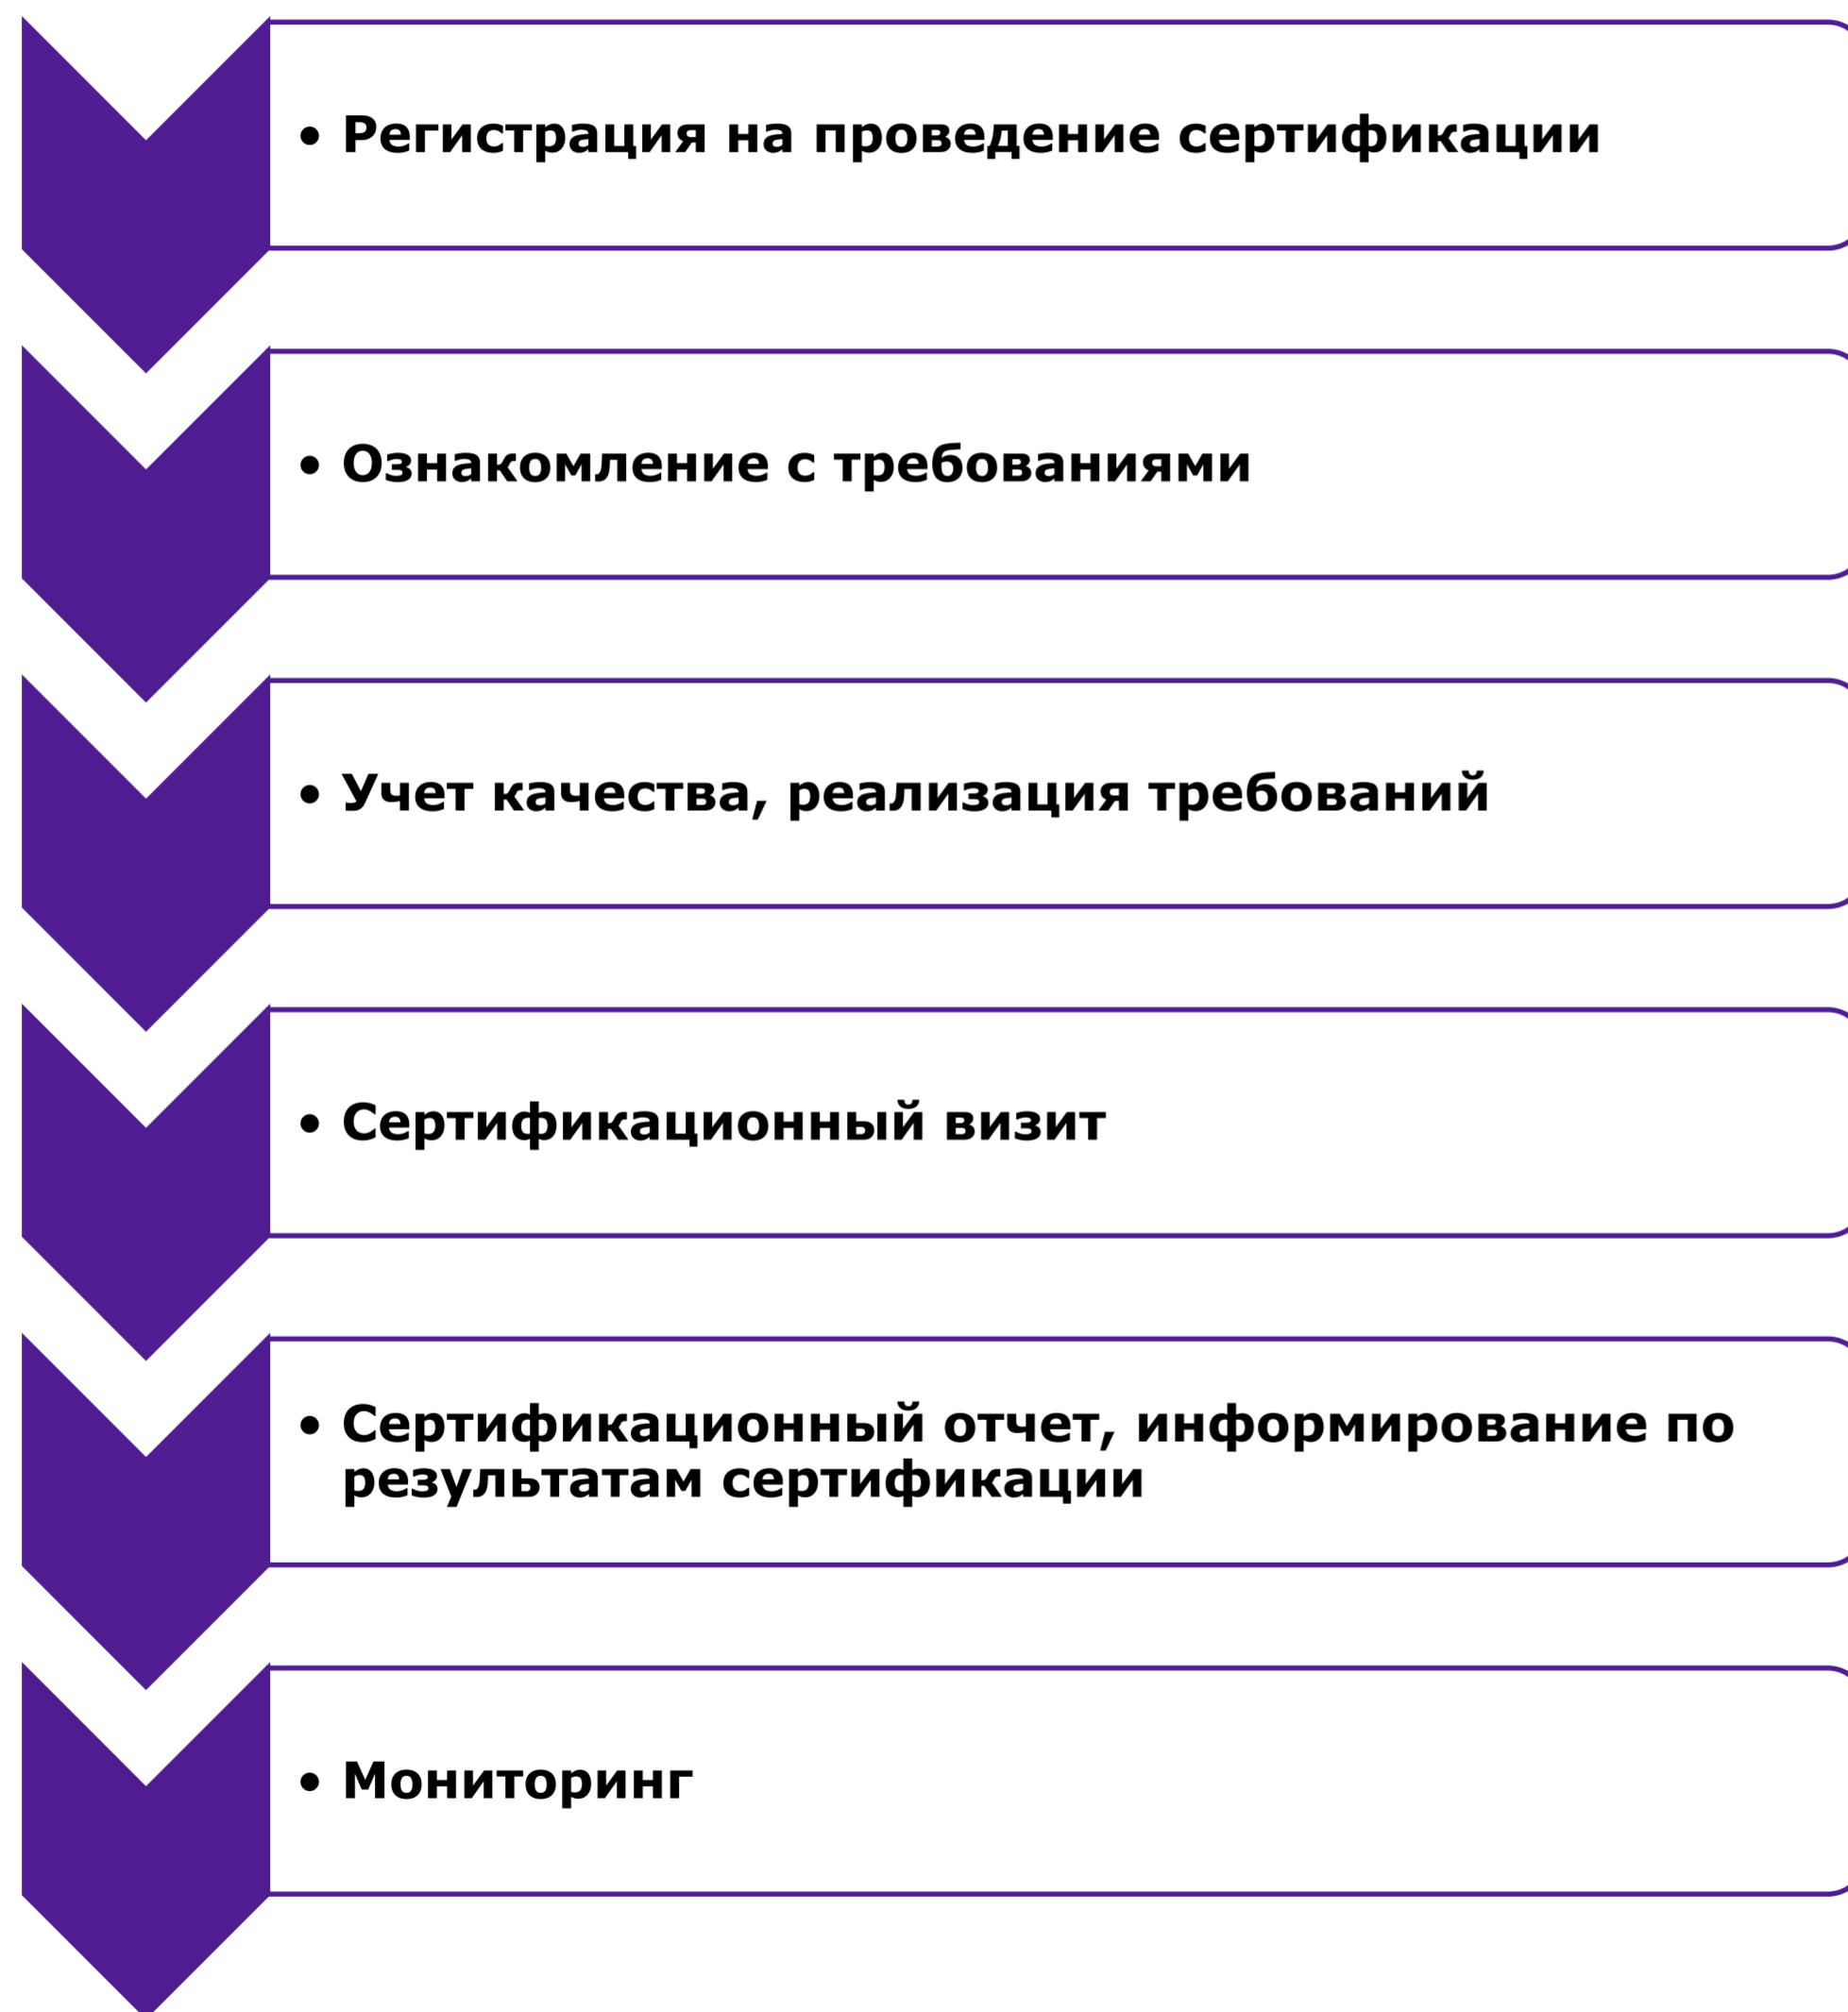 • Регистрация на проведение сертификации
• Ознакомление с требованиями
• Учет качества, реализация требований
• Сертификационный визит
• Сертификационный отчет, информирование по
результатам сертификации
• Мониторинг